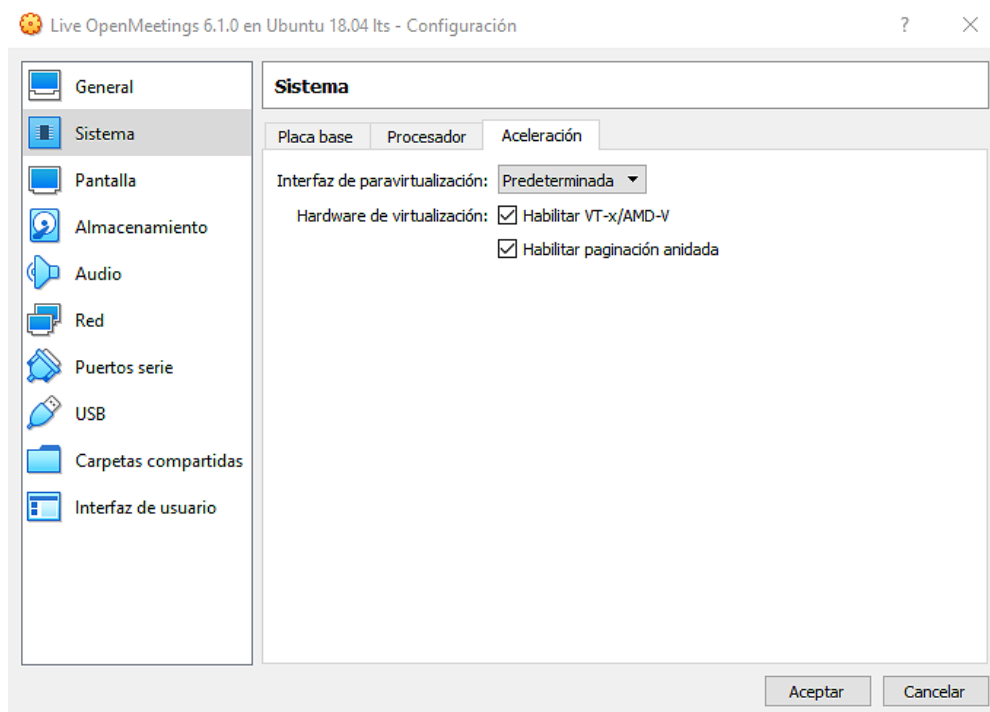 Live OpenMeetings 6.1.0 en Ubuntu 18.04 lts - Configuración
?
General
Sistema
Pantalla
Almacenamiento
Audio
Red
Puertos serie
USB
Carpetas compartidas
Interfaz de usuario
Sistema
Placa base Procesador Aceleración
Interfaz de paravirtualización: Predeterminada
Hardware de virtualización: Habilitar VT-x/AMD-V
Habilitar paginación anidada
Aceptar Cancelar